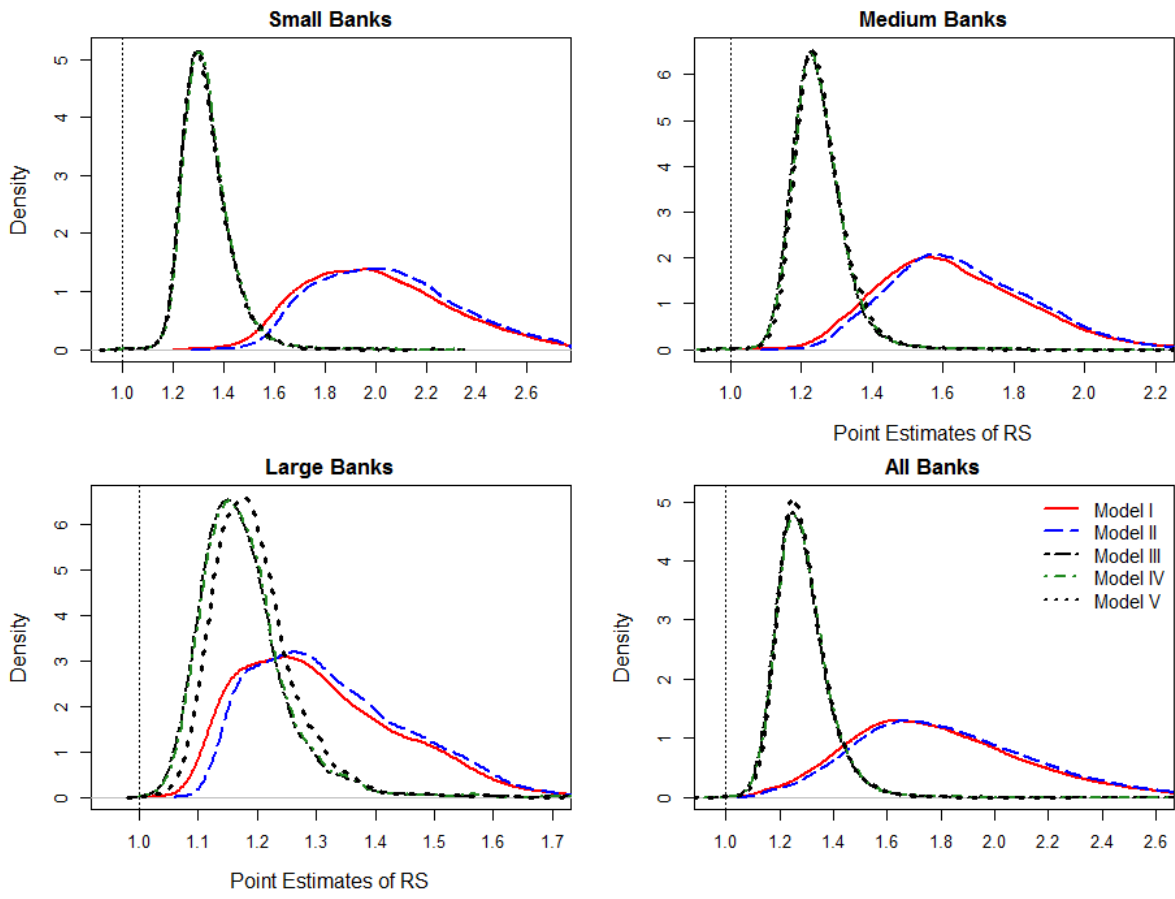 Small Banks
Density
0 1 2 3 4 5
1.0 1.2 1.4 1.6 1.8 2.0 2.2 2.4 2.6
Medium Banks
0 1 2 3 4 5 6
1.0 1.2 1.4 1.6 1.8 2.0 2.2
Point Estimates of RS
Large Banks
Density
0 1 2 3 4 5 6
1.0 1.1 1.2 1.3 1.4 1.5 1.6 1.7
Point Estimates of RS
All Banks
Density
0 1 2 3 4 5
1.0 1.2 1.4 1.6 1.8 2.0 2.2 2.4 2.6
Model I
Model II
Model III
Model IV
Model V